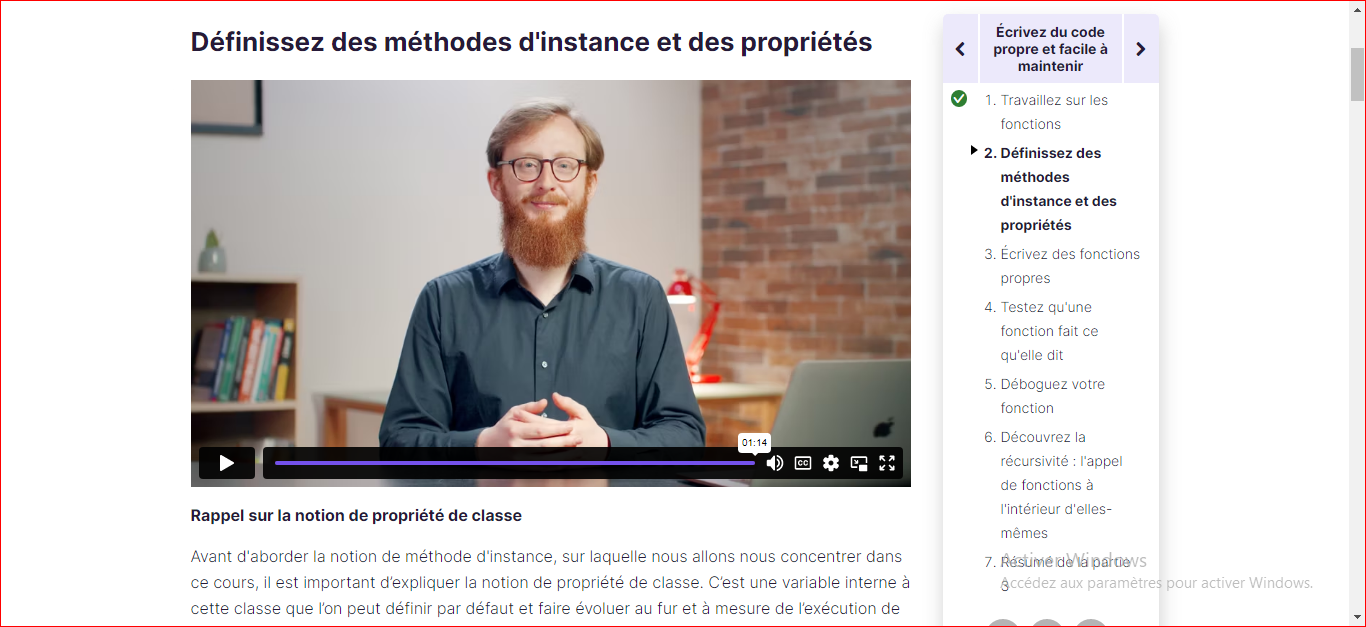 Définissez des méthodes d'instance et des propriétés
01:14
CC
Rappel sur la notion de propriété de classe
Avant d'aborder la notion de méthode d'instance, sur laquelle nous allons nous concentrer dans
ce cours, il est important d’expliquer la notion de propriété de classe. C’est une variable interne à
cette classe que l’on peut définir par défaut et faire évoluer au fur et à mesure de l’exécution de
Écrivez du code
propre et facile à
maintenir
1. Travaillez sur les
fonctions
2. Définissez des
méthodes
d'instance et des
propriétés
3. Écrivez des fonctions
propres
4. Testez qu'une
fonction fait ce
qu'elle dit
5. Déboguez votre
fonction
6. Découvrez la
récursivité : l'appel
de fonctions à
l'intérieur d'elles-
mêmes
7. Résumé de la partie
3
Activer Windows
Accédez aux paramètres pour activer Windows.